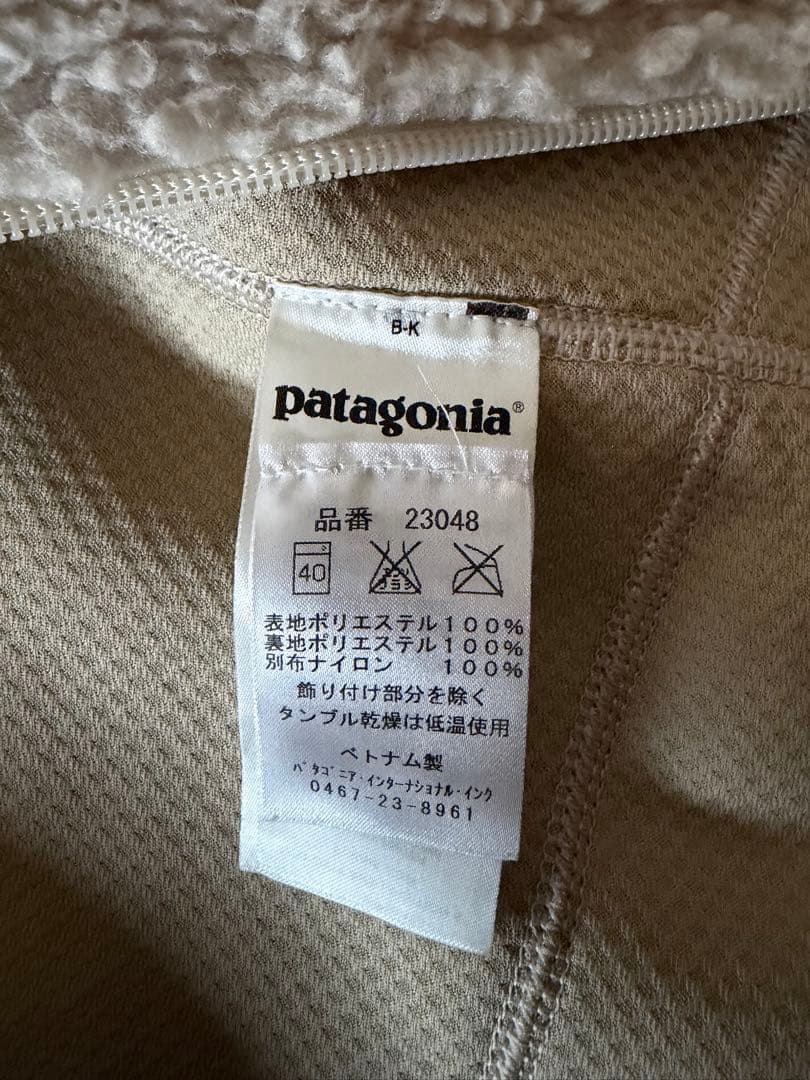 B-K
patagonia®
品番 23048
40
表地ポリエステル100%
裏地ポリエステル100%
別布ナイロン 100%
飾り付け部分を除く
タンブル乾燥は低温使用
ベトナム製
パタゴニア・インターナショナル・インク
0467-23-8961